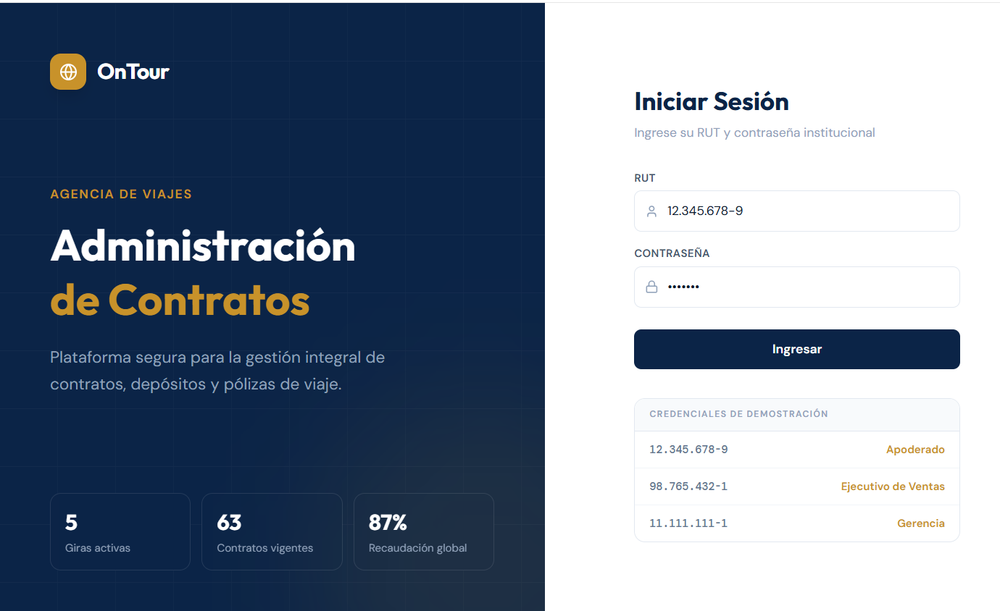 OnTour
AGENCIA DE VIAJES
Administración
de Contratos
Plataforma segura para la gestión integral de
contratos, depósitos y pólizas de viaje.
5
Giras activas
63
Contratos vigentes
87%
Recaudación global
Iniciar Sesión
Ingrese su RUT y contraseña institucional
RUT
12.345.678-9
CONTRASEÑA
•••••••
Ingresar
CREDENCIALES DE DEMOSTRACIÓN
12.345.678-9 Apoderado
98.765.432-1 Ejecutivo de Ventas
11.111.111-1 Gerencia